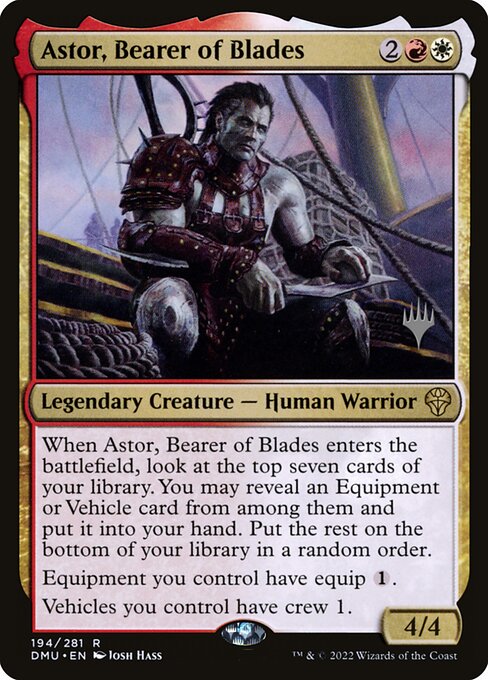 Astor, Bearer of Blades 2
Legendary Creature — Human Warrior
When Astor, Bearer of Blades enters the
battlefield, look at the top seven cards of
your library. You may reveal an Equipment
or Vehicle card from among them and
put it into your hand. Put the rest on the
bottom of your library in a random order.
Equipment you control have equip 1.
Vehicles you control have crew 1.
4/4
194/281 R
DMU • EN Josh Hass ™ & © 2022 Wizards of the Coast